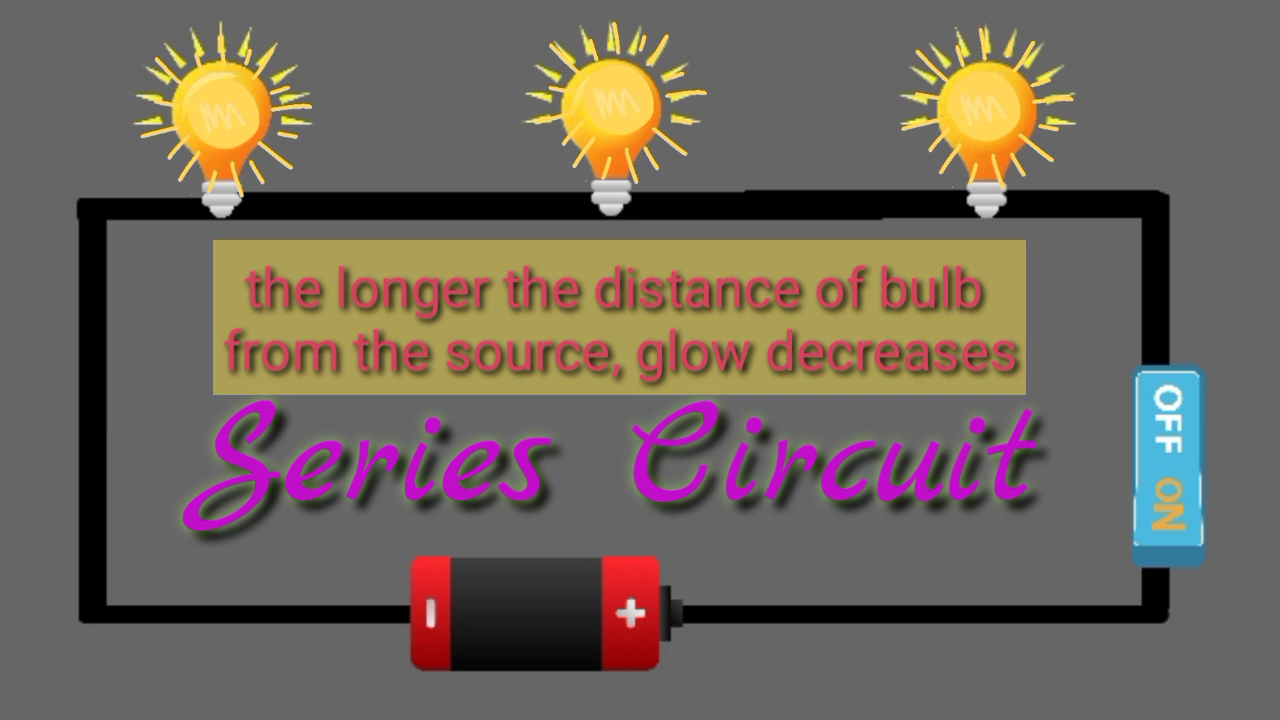 the longer the distance of bulb
from the source, glow decreases
Series Circuit
OFF ON